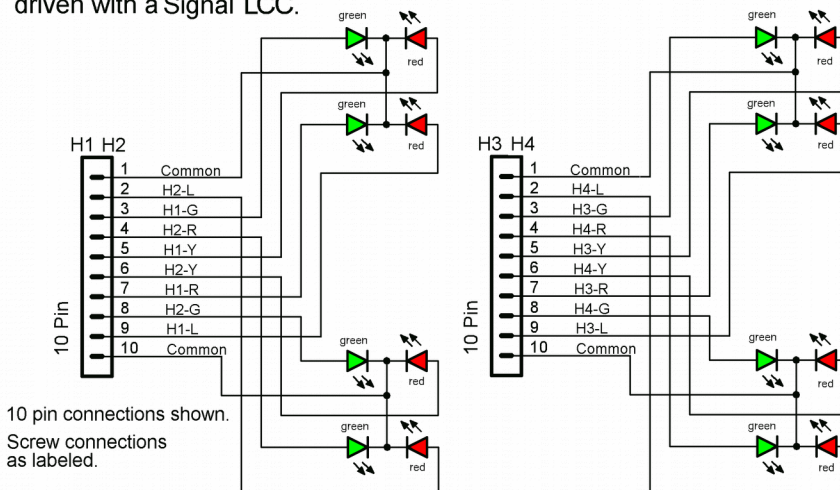 driven with a Signal LCC.
green
red
green
red
H1 H2
1 Common
2 H2-L
3 H1-G
4 H2-R
5 H1-Y
6 H2-Y
7 H1-R
8 H2-G
9 H1-L
10 Common
10 Pin
green
red
green
red
10 pin connections shown.
Screw connections
as labeled.
green
red
green
red
H3 H4
1 Common
2 H4-L
3 H3-G
4 H4-R
5 H3-Y
6 H4-Y
7 H3-R
8 H4-G
9 H3-L
10 Common
10 Pin
green
red
green
red